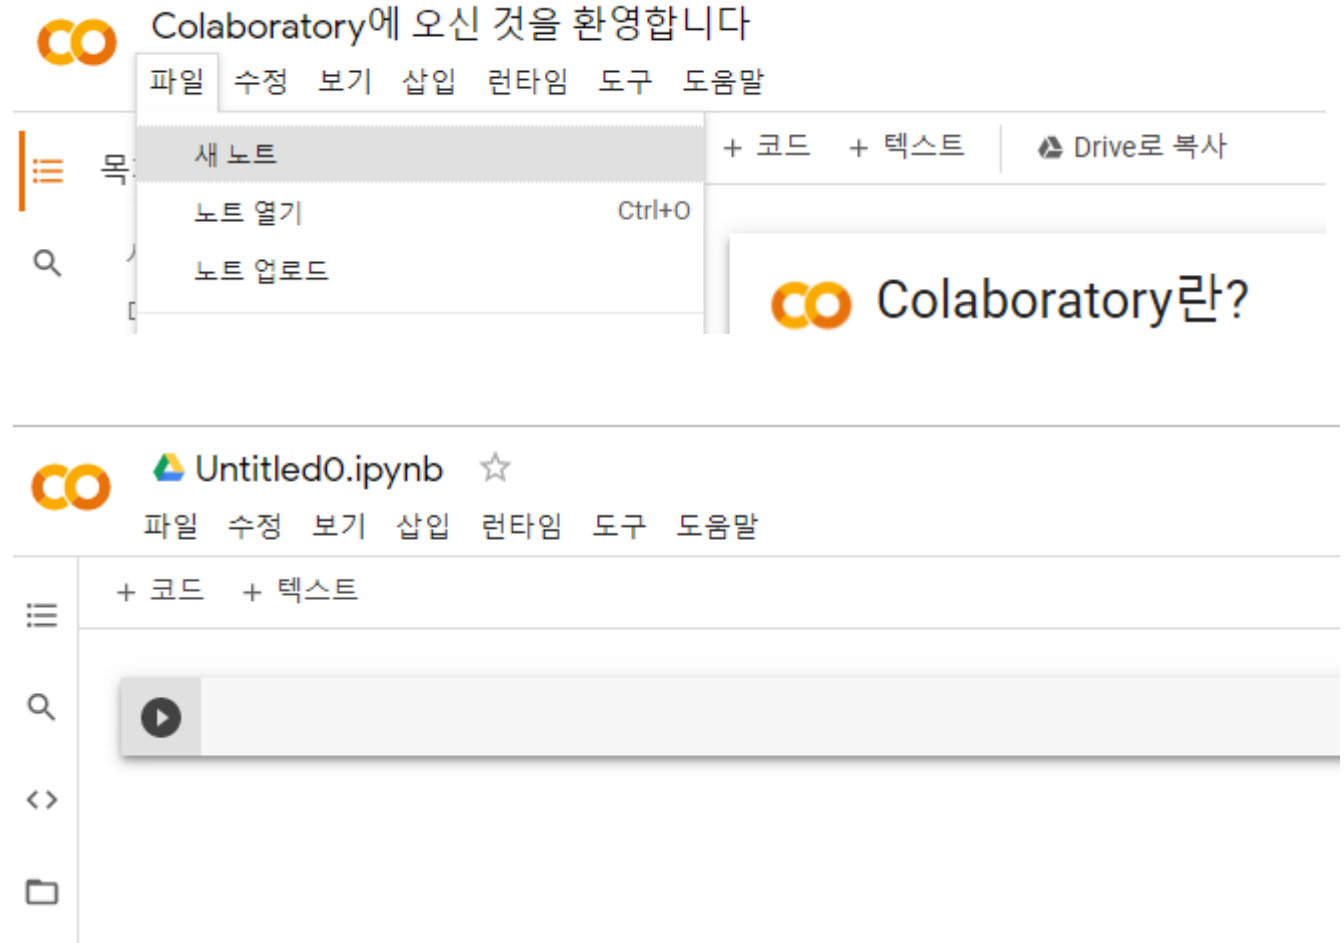 Colaboratory에 오신 것을 환영합니다
파일 수정 보기 삽입 런타임 도구 도움말
+ 코드 + 텍스트 Drive로 복사
새 노트
노트 열기 Ctrl+O
노트 업로드
Colaboratory란?
Untitled0.ipynb
파일 수정 보기 삽입 런타임 도구 도움말
+ 코드 + 텍스트